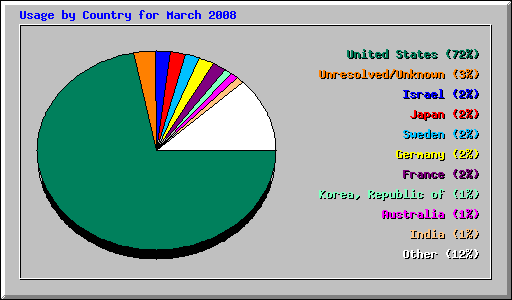 Usage by Country for March 2008
United States (72%)
Unresolved/Unknown (3%)
Israel (2%)
Japan (2%)
Sweden (2%)
Germany (2%)
France (2%)
Korea, Republic of (1%)
Australia (1%)
India (1%)
Other (12%)